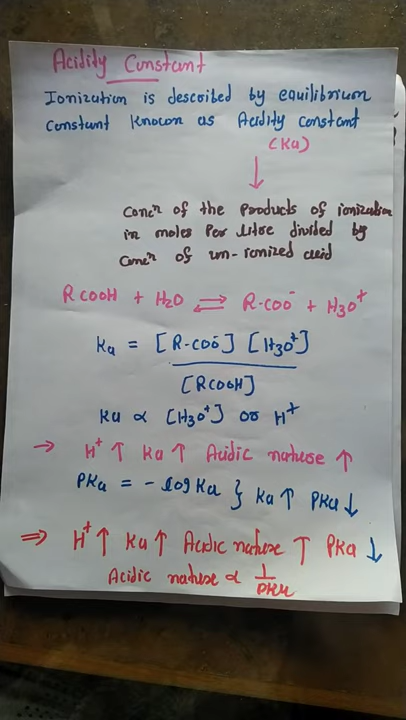 Acidity Constant
Ionization is described by equilibrium
constant known as Acidity constant
(Ka)
↓
Concn of the products of ionization
in moles per litre divided by
Concn of un-ionized acid
RCOOH + H2O ⇌ R-COO⁻ + H3O⁺
Ka = [R-COO⁻] [H3O⁺]
[RCOOH]
Ka ∝ [H3O⁺] or H⁺
→ H⁺ ↑ Ka ↑ Acidic nature ↑
PKa = - log Ka } Ka ↑ PKa ↓
⇒ H⁺ ↑ Ka ↑ Acidic nature ↑ PKa ↓
Acidic nature ∝ 1/PKa